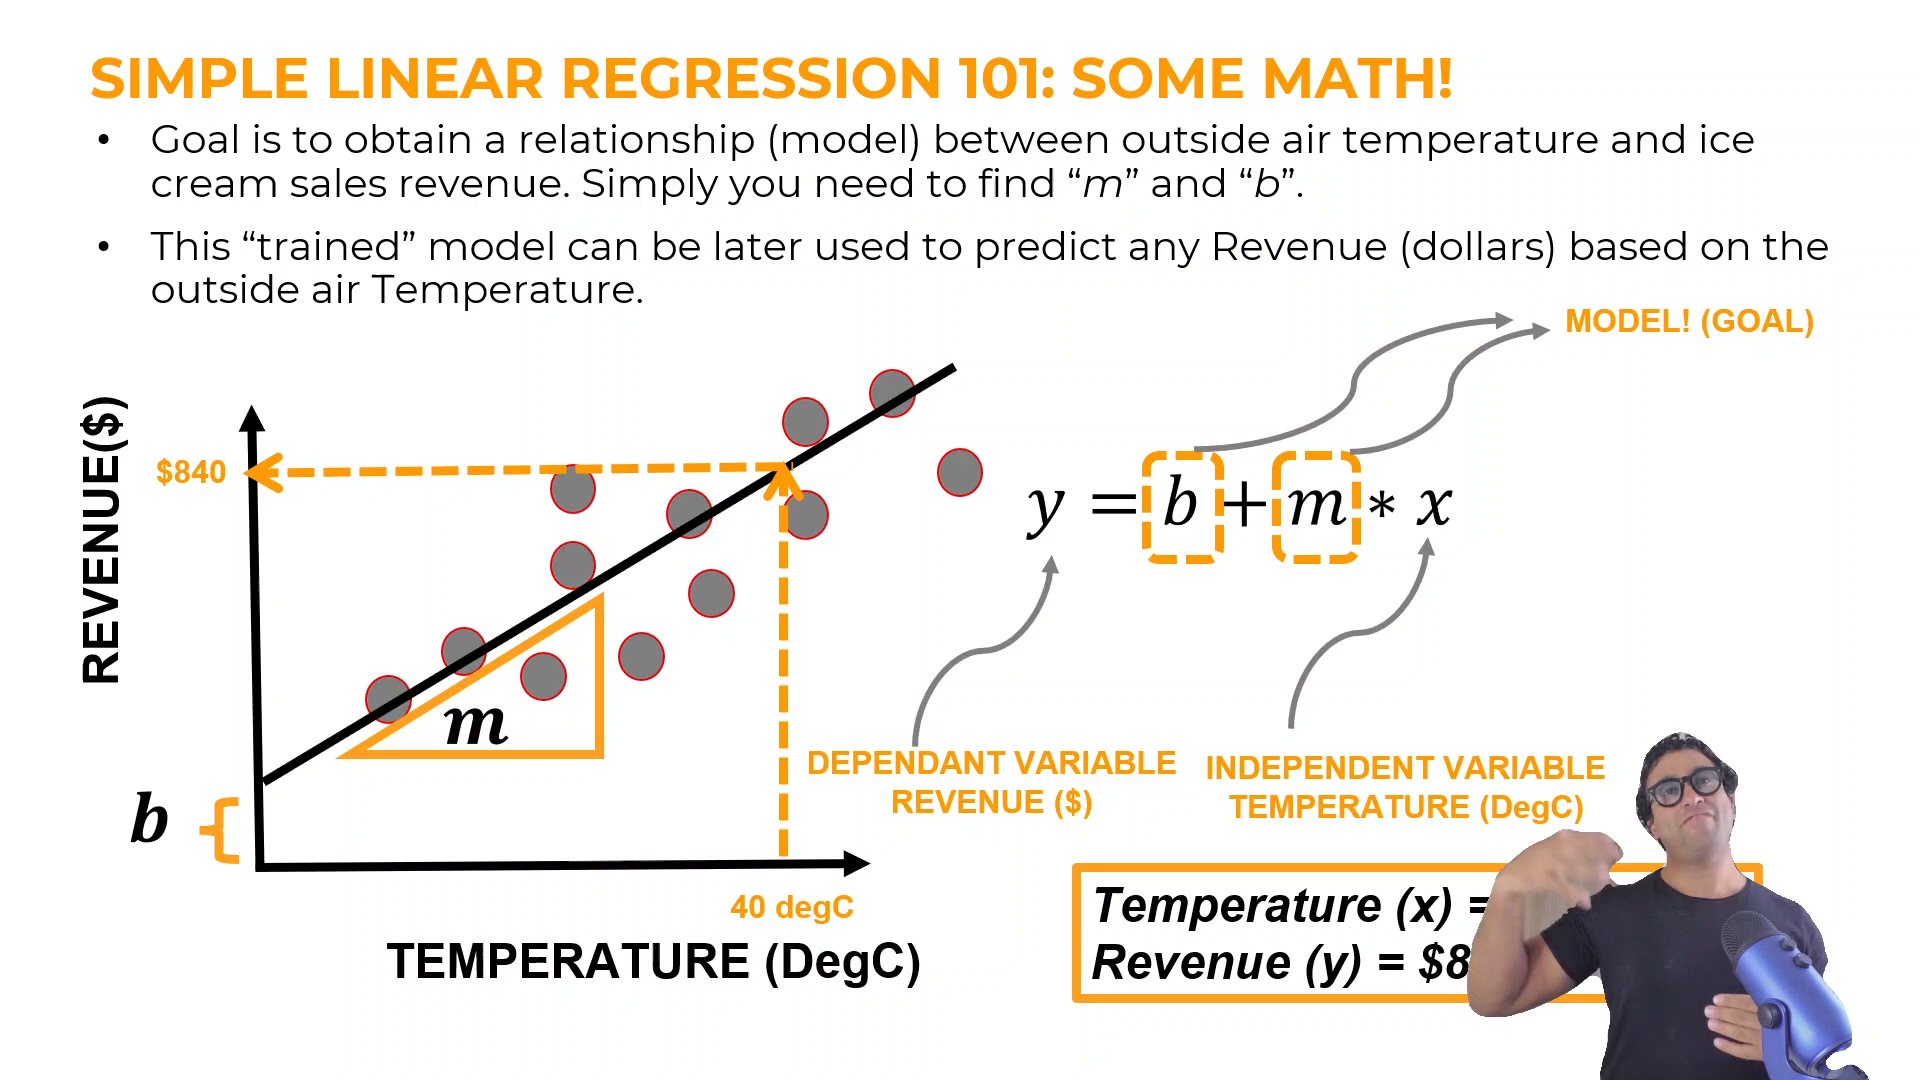 SIMPLE LINEAR REGRESSION 101: SOME MATH!
• Goal is to obtain a relationship (model) between outside air temperature and ice
cream sales revenue. Simply you need to find “m” and “b”.
• This “trained” model can be later used to predict any Revenue (dollars) based on the
outside air Temperature.
MODEL! (GOAL)
REVENUE($)
$840
y = b + m * x
m
b
DEPENDANT VARIABLE
REVENUE ($)
INDEPENDENT VARIABLE
TEMPERATURE (DegC)
40 degC
TEMPERATURE (DegC)
Temperature (x) =
Revenue (y) = $8